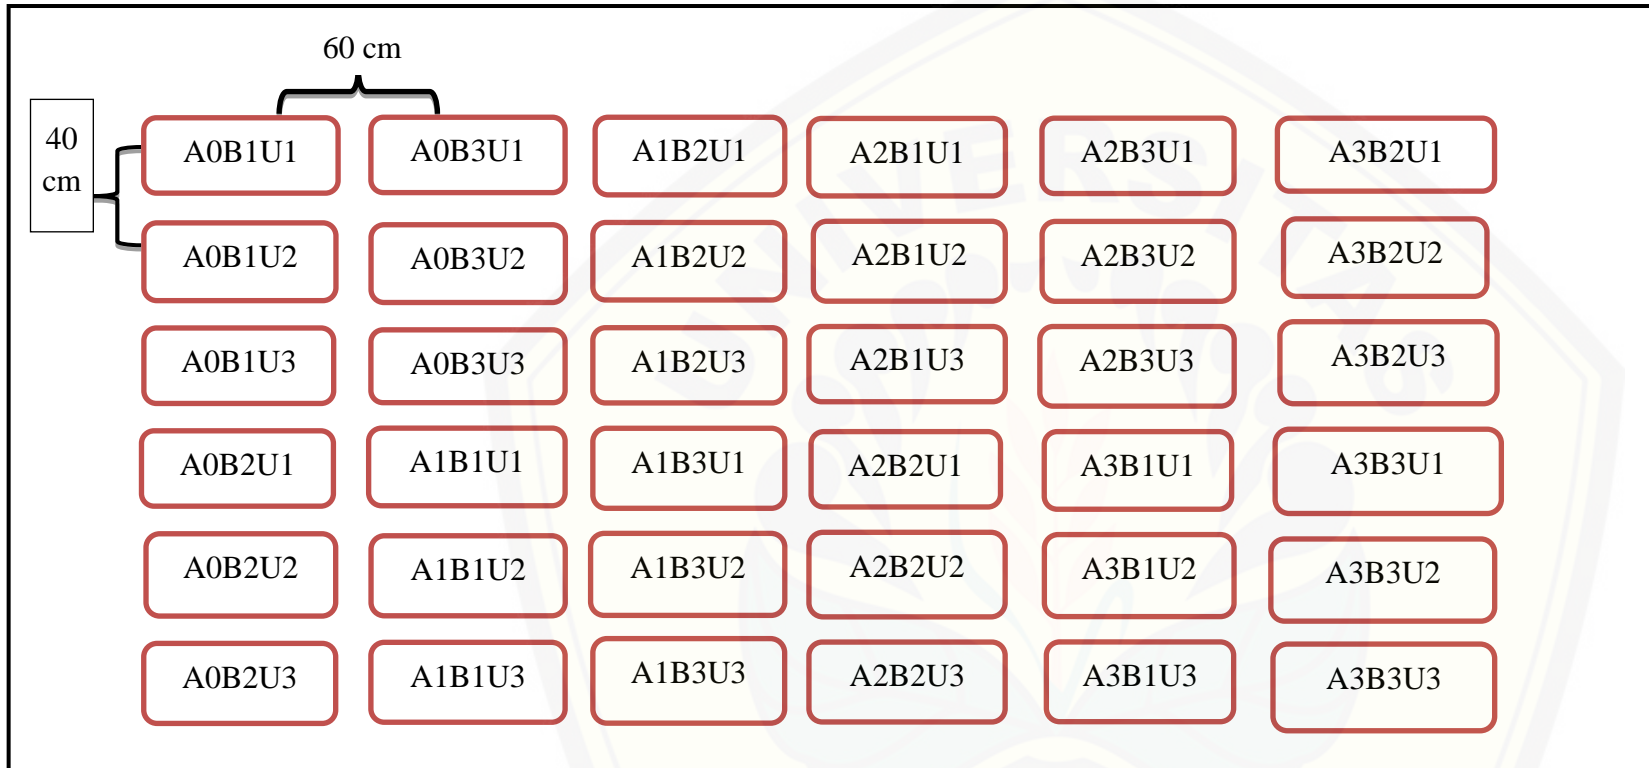 60 cm
40
cm
A0B1U1 A0B3U1 A1B2U1 A2B1U1 A2B3U1 A3B2U1
A0B1U2 A0B3U2 A1B2U2 A2B1U2 A2B3U2 A3B2U2
A0B1U3 A0B3U3 A1B2U3 A2B1U3 A2B3U3 A3B2U3
A0B2U1 A1B1U1 A1B3U1 A2B2U1 A3B1U1 A3B3U1
A0B2U2 A1B1U2 A1B3U2 A2B2U2 A3B1U2 A3B3U2
A0B2U3 A1B1U3 A1B3U3 A2B2U3 A3B1U3 A3B3U3
UNIVERSITAS